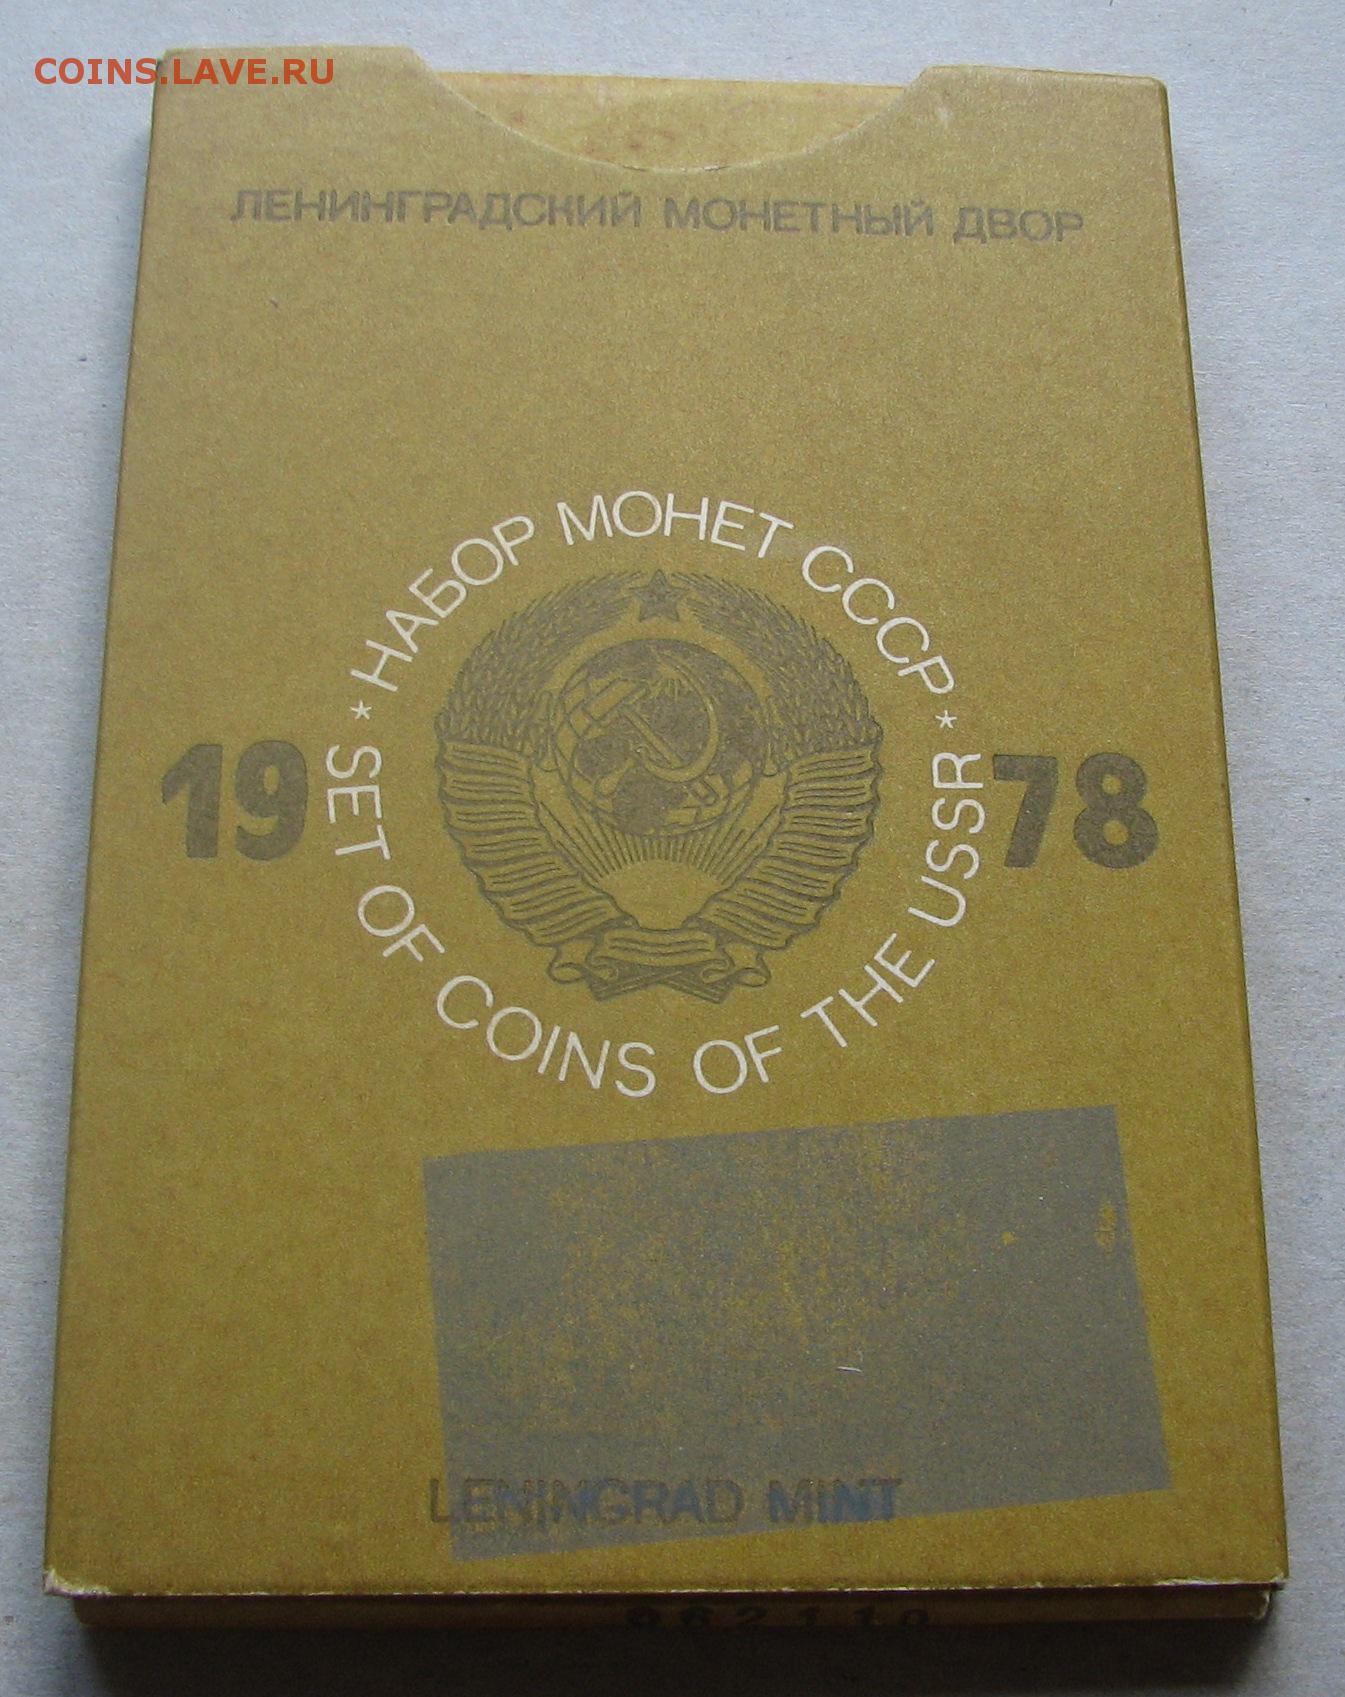 COINS.LAVE.RU
ЛЕНИНГРАДСКИЙ МОНЕТНЫЙ ДВОР
* НАБОР МОНЕТ СССР *
19 78
SET OF COINS OF THE USSR
LENINGRAD MINT